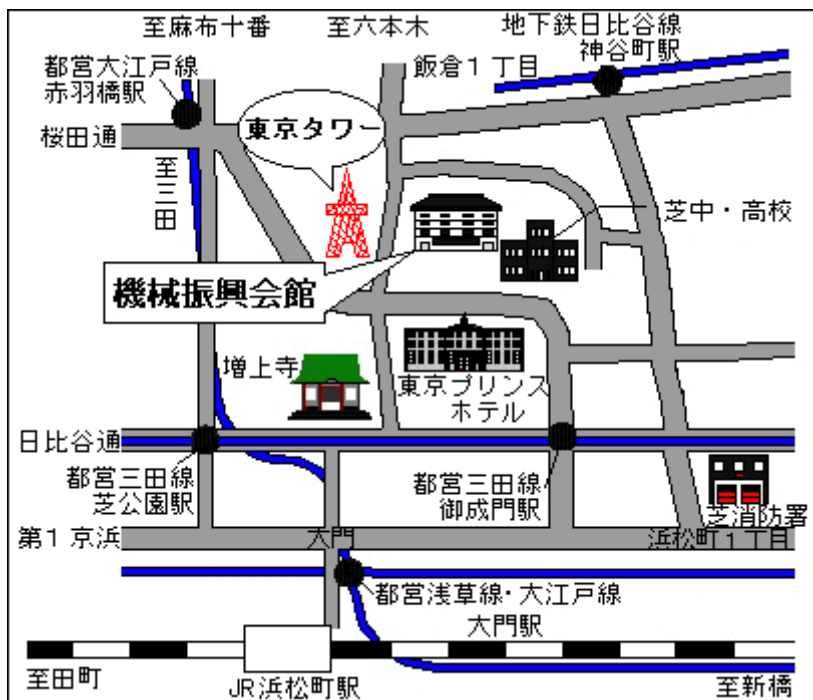 至麻布十番
至六本木
地下鉄日比谷線
神谷町駅
都営大江戸線
赤羽橋駅
飯倉1丁目
桜田通
東京タワー
至三田
芝中・高校
機械振興会館
増上寺
東京プリンス
ホテル
日比谷通
都営三田線
芝公園駅
都営三田線
御成門駅
芝消防署
第1京浜
大門
浜松町1丁目
都営浅草線・大江戸線
大門駅
至田町
JR浜松町駅
至新橋